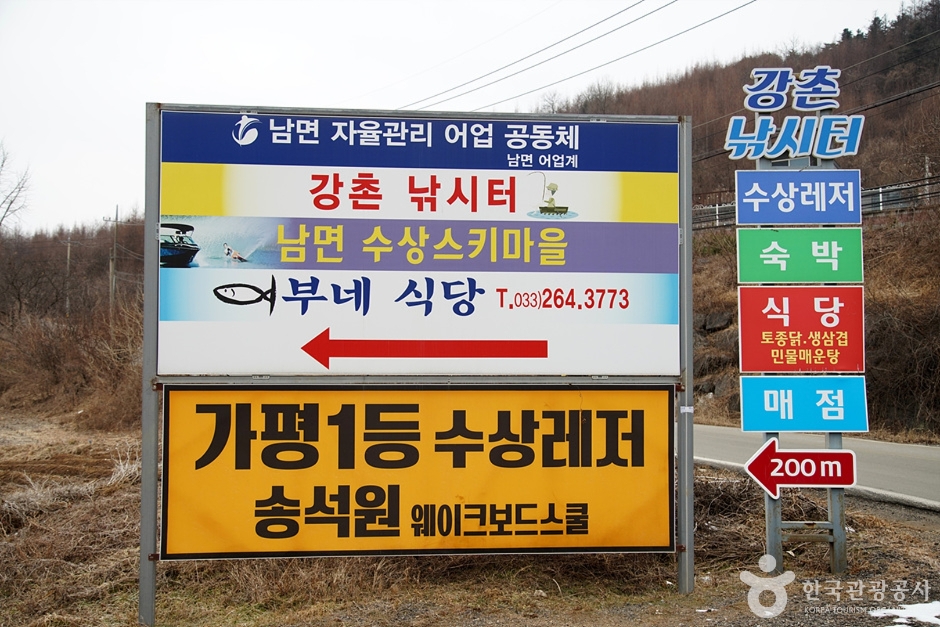 남면 자율관리 어업 공동체
남면 어업계
강촌 낚시터
남면 수상스키마을
어부네 식당 T.033)264.3773
가평1등 수상레저
송석원 웨이크보드스쿨
강촌
낚시터
수상레저
숙박
식당
토종닭.생삼겹
민물매운탕
매점
200m
한국관광공사
KOREA TOURISM